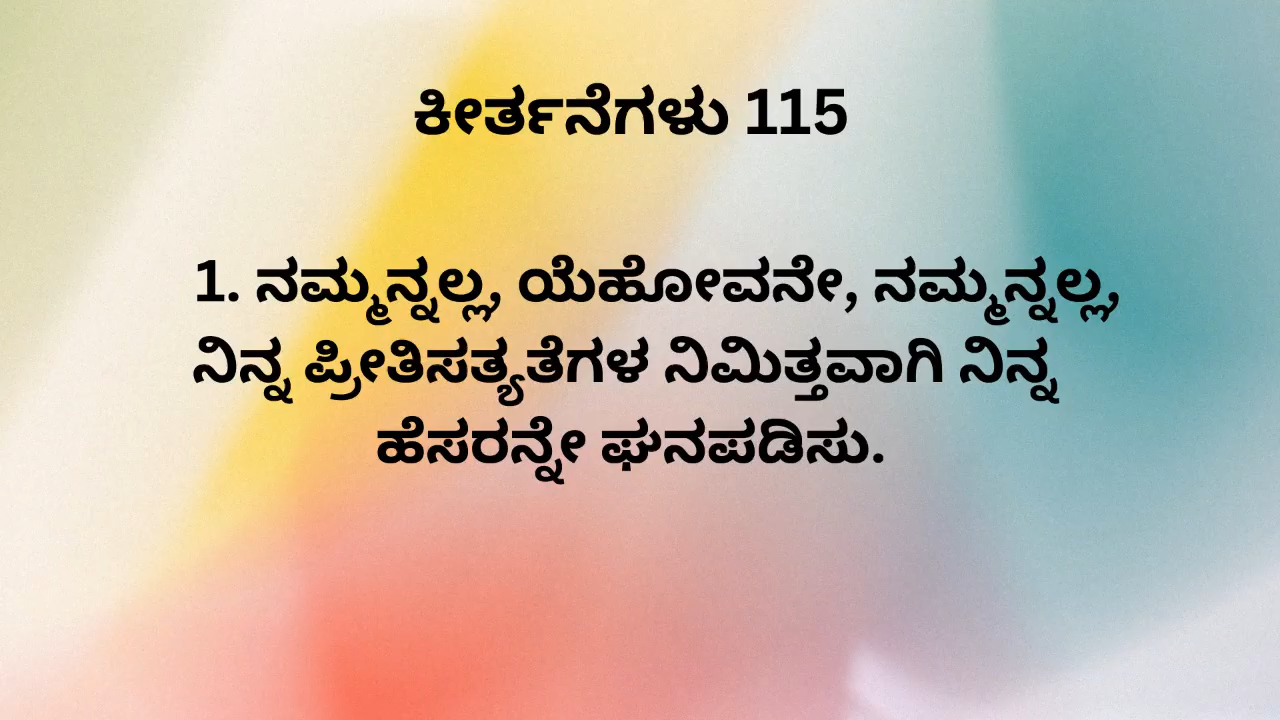 ಕೀರ್ತನೆಗಳು 115
1. ನಮ್ಮನ್ನಲ್ಲ, ಯೆಹೋವನೇ, ನಮ್ಮನ್ನಲ್ಲ,
ನಿನ್ನ ಪ್ರೀತಿಸತ್ಯತೆಗಳ ನಿಮಿತ್ತವಾಗಿ ನಿನ್ನ
ಹೆಸರನ್ನೇ ಘನಪಡಿಸು.